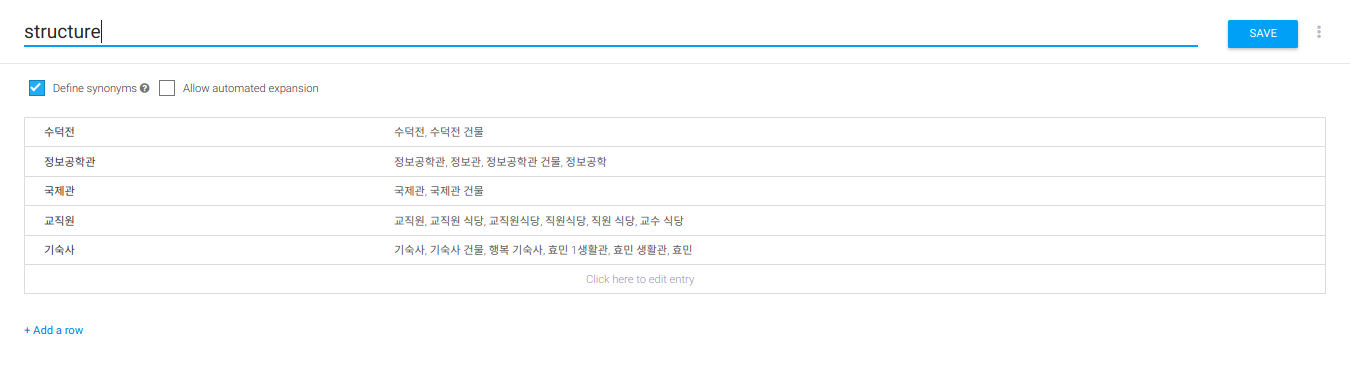 structure
SAVE
Define synonyms ? Allow automated expansion
수덕전 수덕전, 수덕전 건물
정보공학관 정보공학관, 정보관, 정보공학관 건물, 정보공학
국제관 국제관, 국제관 건물
교직원 교직원, 교직원 식당, 교직원식당, 직원식당, 직원 식당, 교수 식당
기숙사 기숙사, 기숙사 건물, 행복 기숙사, 효민 1생활관, 효민 생활관, 효민
Click here to edit entry
+ Add a row